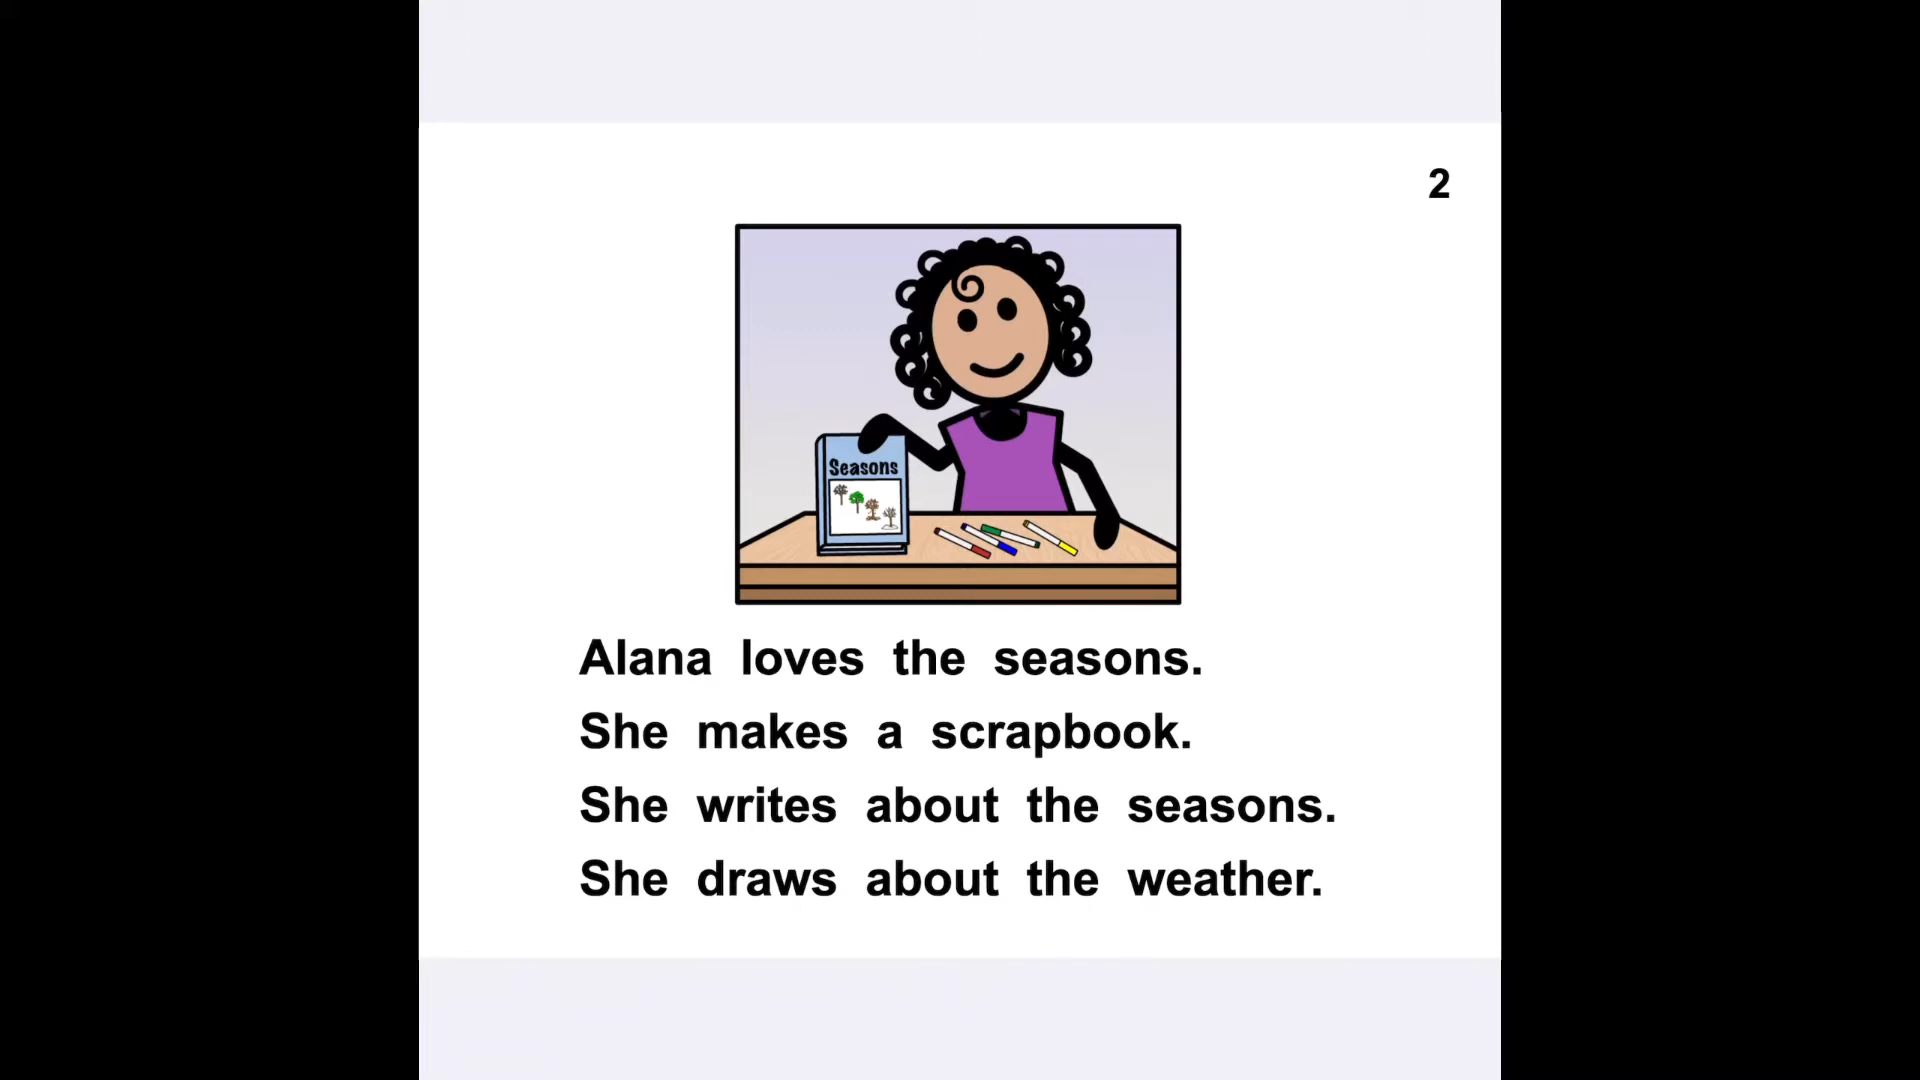 2
Seasons
Alana loves the seasons.
She makes a scrapbook.
She writes about the seasons.
She draws about the weather.